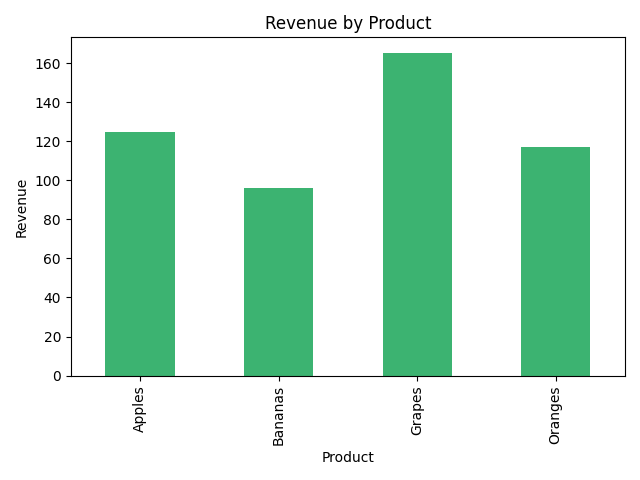 Revenue by Product
Revenue
160
140
120
100
80
60
40
20
0
Apples
Bananas
Grapes
Oranges
Product